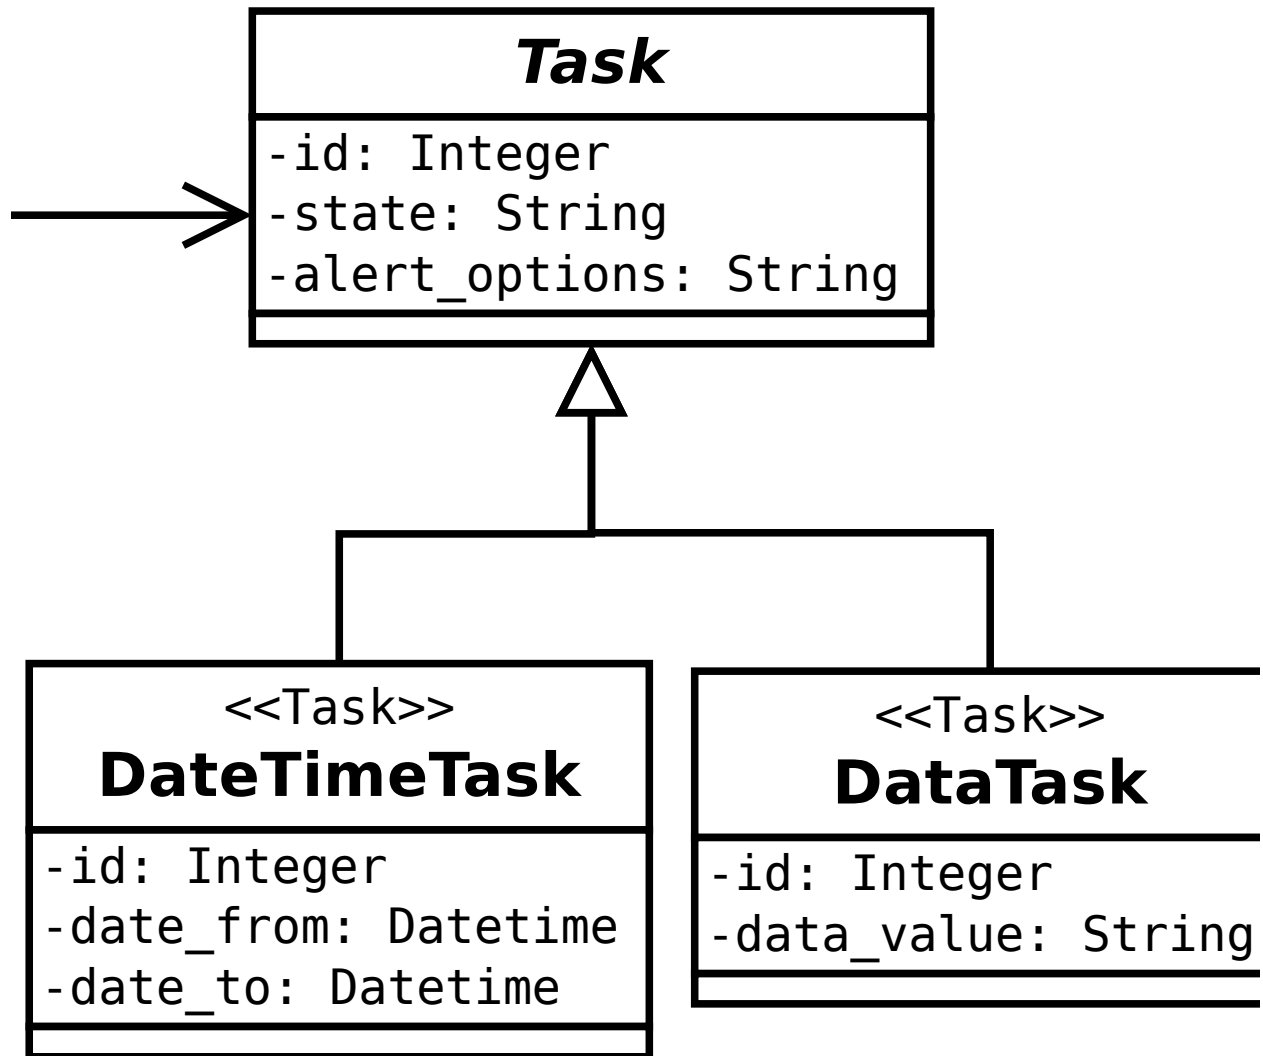 Task
-id: Integer
-state: String
-alert_options: String
<<Task>>
DateTimeTask
-id: Integer
-date_from: Datetime
-date_to: Datetime
<<Task>>
DataTask
-id: Integer
-data_value: String